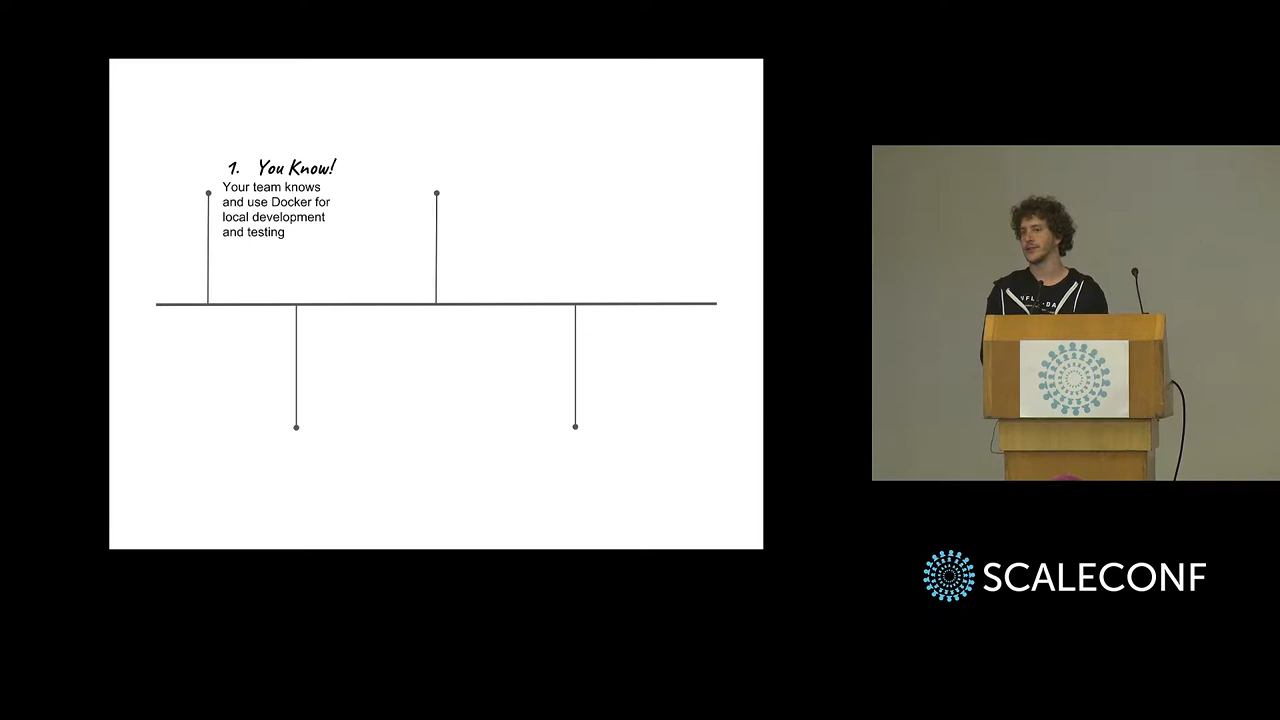 1. You Know!
Your team knows
and use Docker for
local development
and testing
SCALECONF